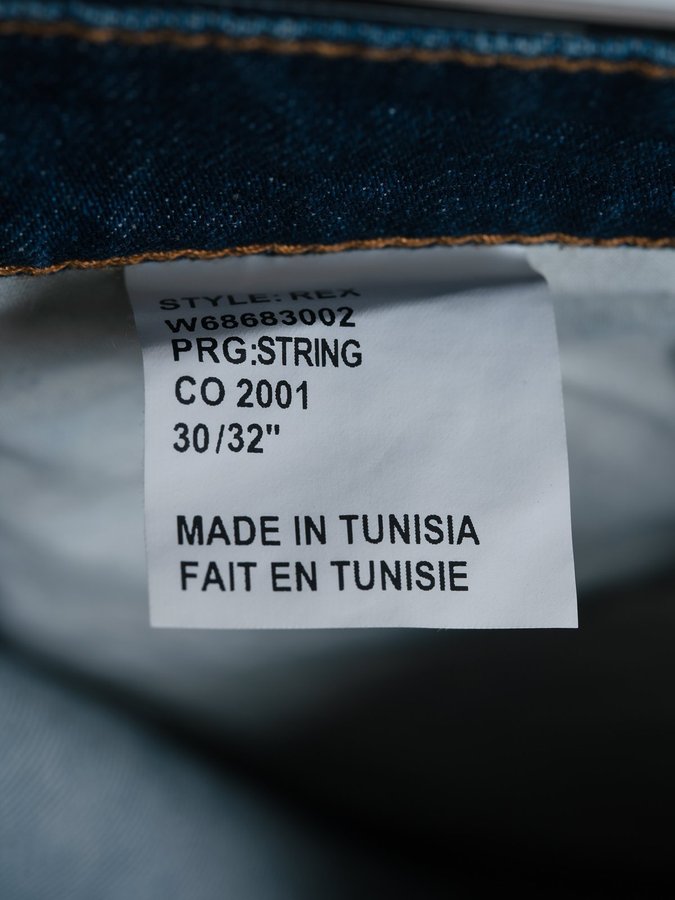 STYLE: REX
W68683002
PRG:STRING
CO 2001
30/32"
MADE IN TUNISIA
FAIT EN TUNISIE